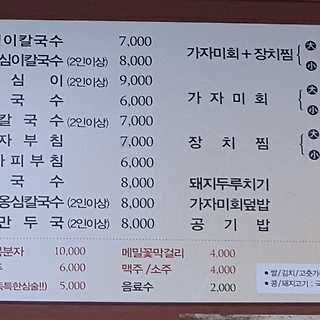 이칼국수 7,000
심이칼국수 (2인이상) 8,000
심 이 (2인이상) 9,000
국 수 6,000
칼 국 수 (2인이상) 7,000
자 부 침 7,000
피 부 침 6,000
국 수 8,000
옹심칼국수 (2인이상) 8,000
만 두 국 (2인이상) 8,000
가자미회+장치찜 大 小
가 자 미 회 大 小
장 치 찜 大 小
돼지두루치기
가자미회덮밥
공 기 밥
분자 10,000
6,000
특한심술!!) 5,000
메밀꽃막걸리 4,000
맥주/소주 4,000
음료수 2,000
● 쌀/김치/고춧가
● 콩/돼지고기 : 국